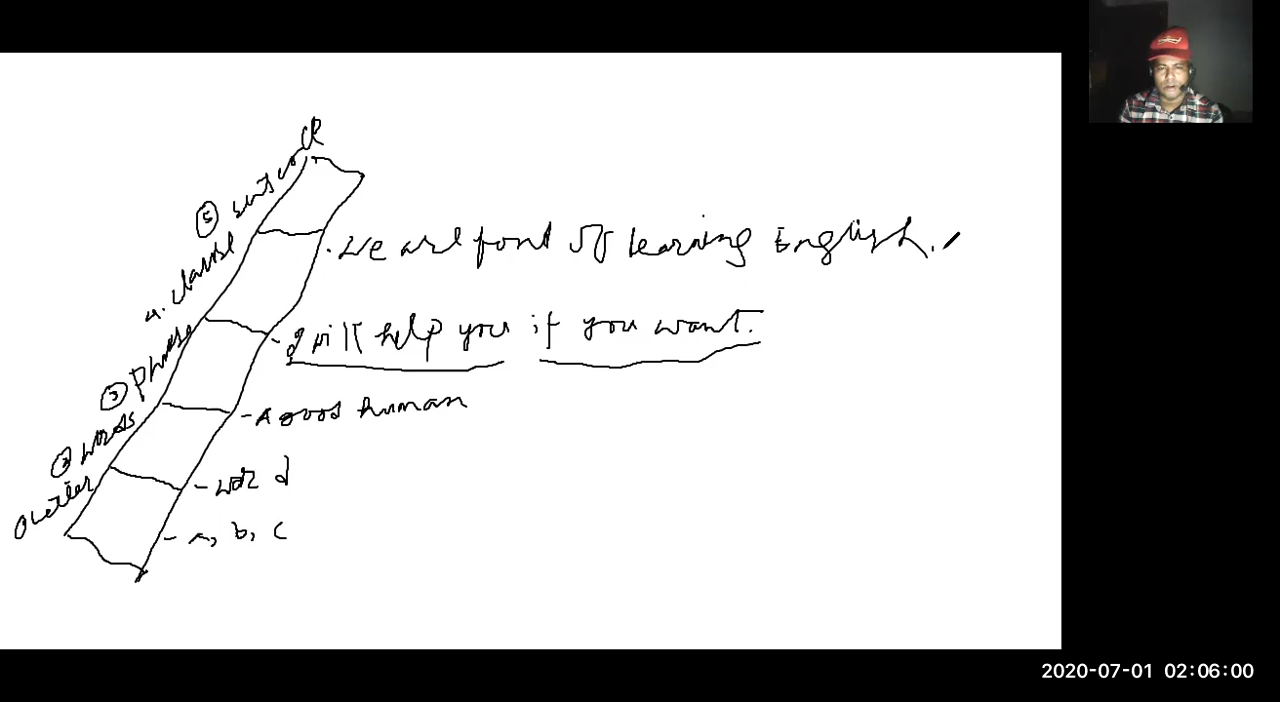 ⑤ sentence
We are fond of learning English.
4. clause
- I will help you if you want.
③ phrase
- A good human
② words
- word
① letter
- a, b, c
2020-07-01 02:06:00